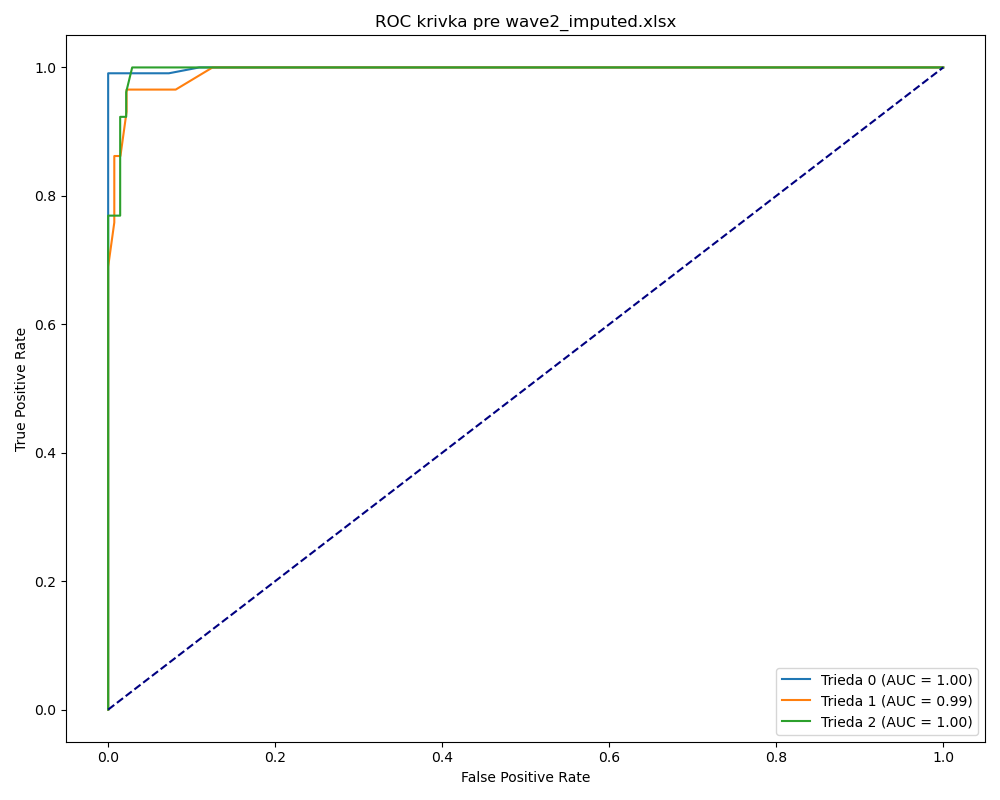 ROC krivka pre wave2_imputed.xlsx
True Positive Rate
1.0
0.8
0.6
0.4
0.2
0.0
Trieda 0 (AUC = 1.00)
Trieda 1 (AUC = 0.99)
Trieda 2 (AUC = 1.00)
0.0 0.2 0.4 0.6 0.8 1.0
False Positive Rate